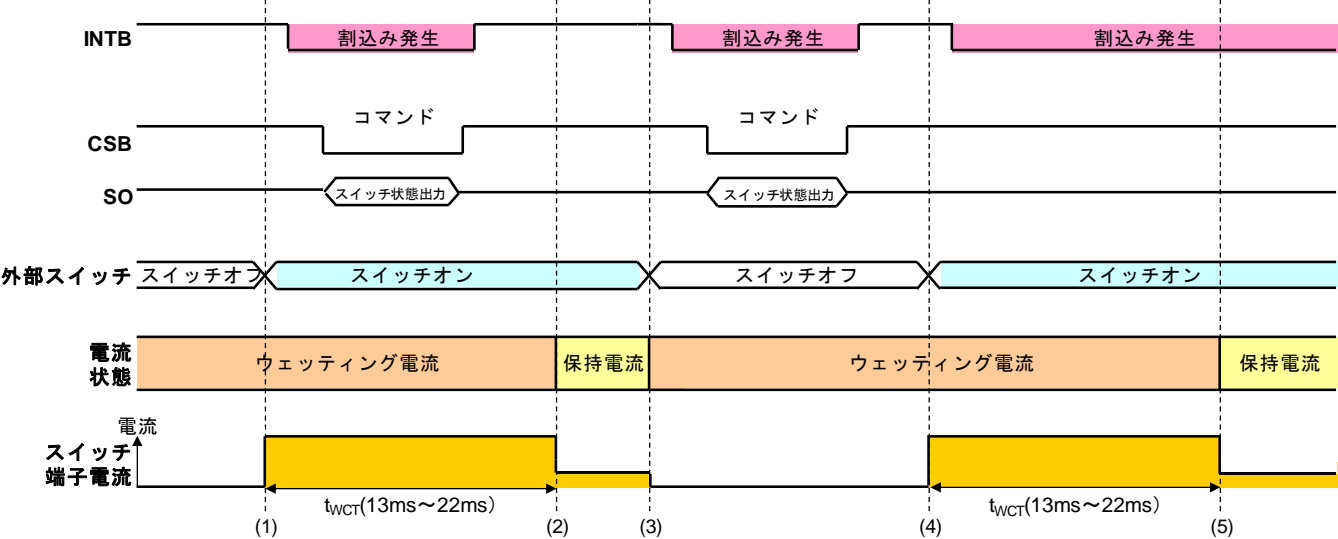 INTB
割込み発生 割込み発生 割込み発生
CSB
コマンド コマンド
SO
スイッチ状態出力 スイッチ状態出力
外部スイッチ
スイッチオフ スイッチオン スイッチオフ スイッチオン
電流
状態
ウェッティング電流 保持電流 ウェッティング電流 保持電流
電流
スイッチ
端子電流
tWCT(13ms～22ms) tWCT(13ms～22ms)
(1) (2) (3) (4) (5)